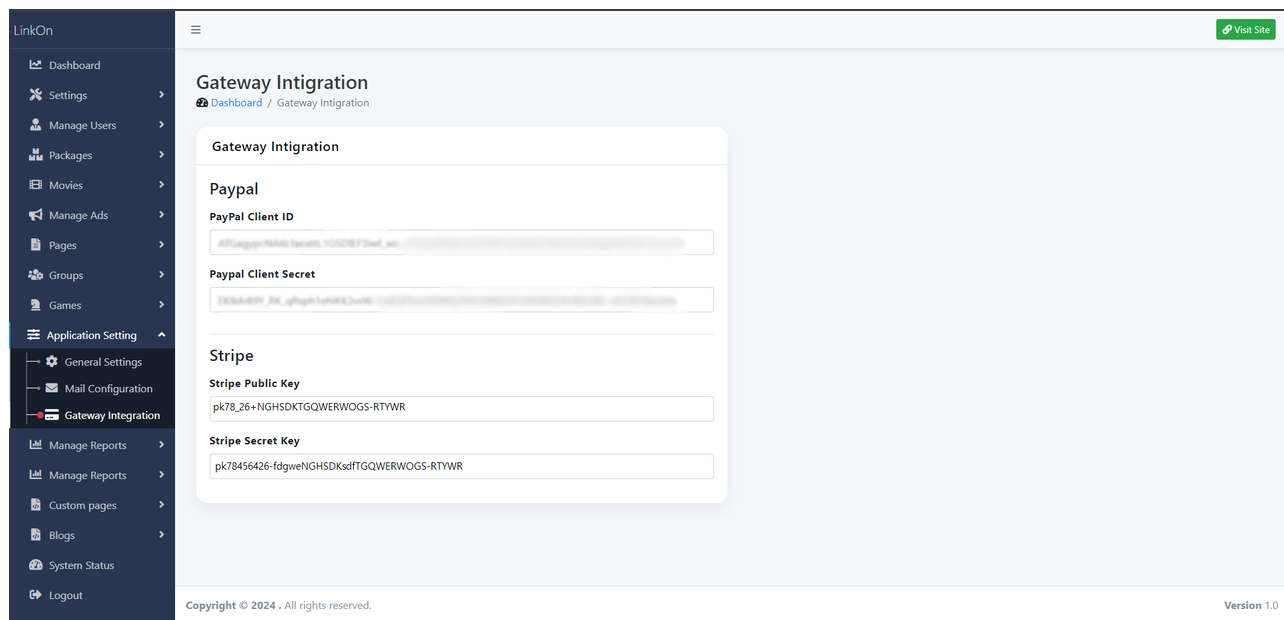 LinkOn
Visit Site
Dashboard
Settings
Manage Users
Packages
Movies
Manage Ads
Pages
Groups
Games
Application Setting
General Settings
Mail Configuration
Gateway Integration
Manage Reports
Manage Reports
Custom pages
Blogs
System Status
Logout
Gateway Intigration
Dashboard / Gateway Intigration
Gateway Intigration
Paypal
PayPal Client ID
Paypal Client Secret
Stripe
Stripe Public Key
pk78_26+NGHSDKTGQWERWOGS-RTYWR
Stripe Secret Key
pk78456426-fdgweNGHSDKsdfTGQWERWOGS-RTYWR
Copyright © 2024 . All rights reserved.
Version 1.0